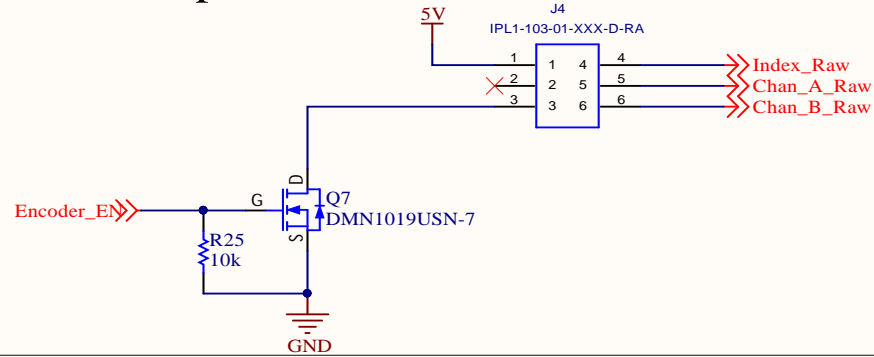 5V
J4
IPL1-103-01-XXX-D-RA
1 1 4 4 Index_Raw
2 2 5 5 Chan_A_Raw
3 3 6 6 Chan_B_Raw
D
G
S
Q7
DMN1019USN-7
Encoder_EN
R25
10k
GND